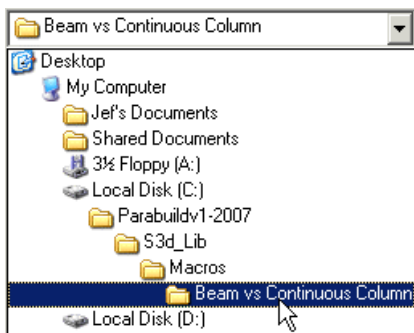 Beam vs Continuous Column
Desktop
My Computer
Jef's Documents
Shared Documents
3½ Floppy (A:)
Local Disk (C:)
Parabuildv1-2007
S3d_Lib
Macros
Beam vs Continuous Column
Local Disk (D:)